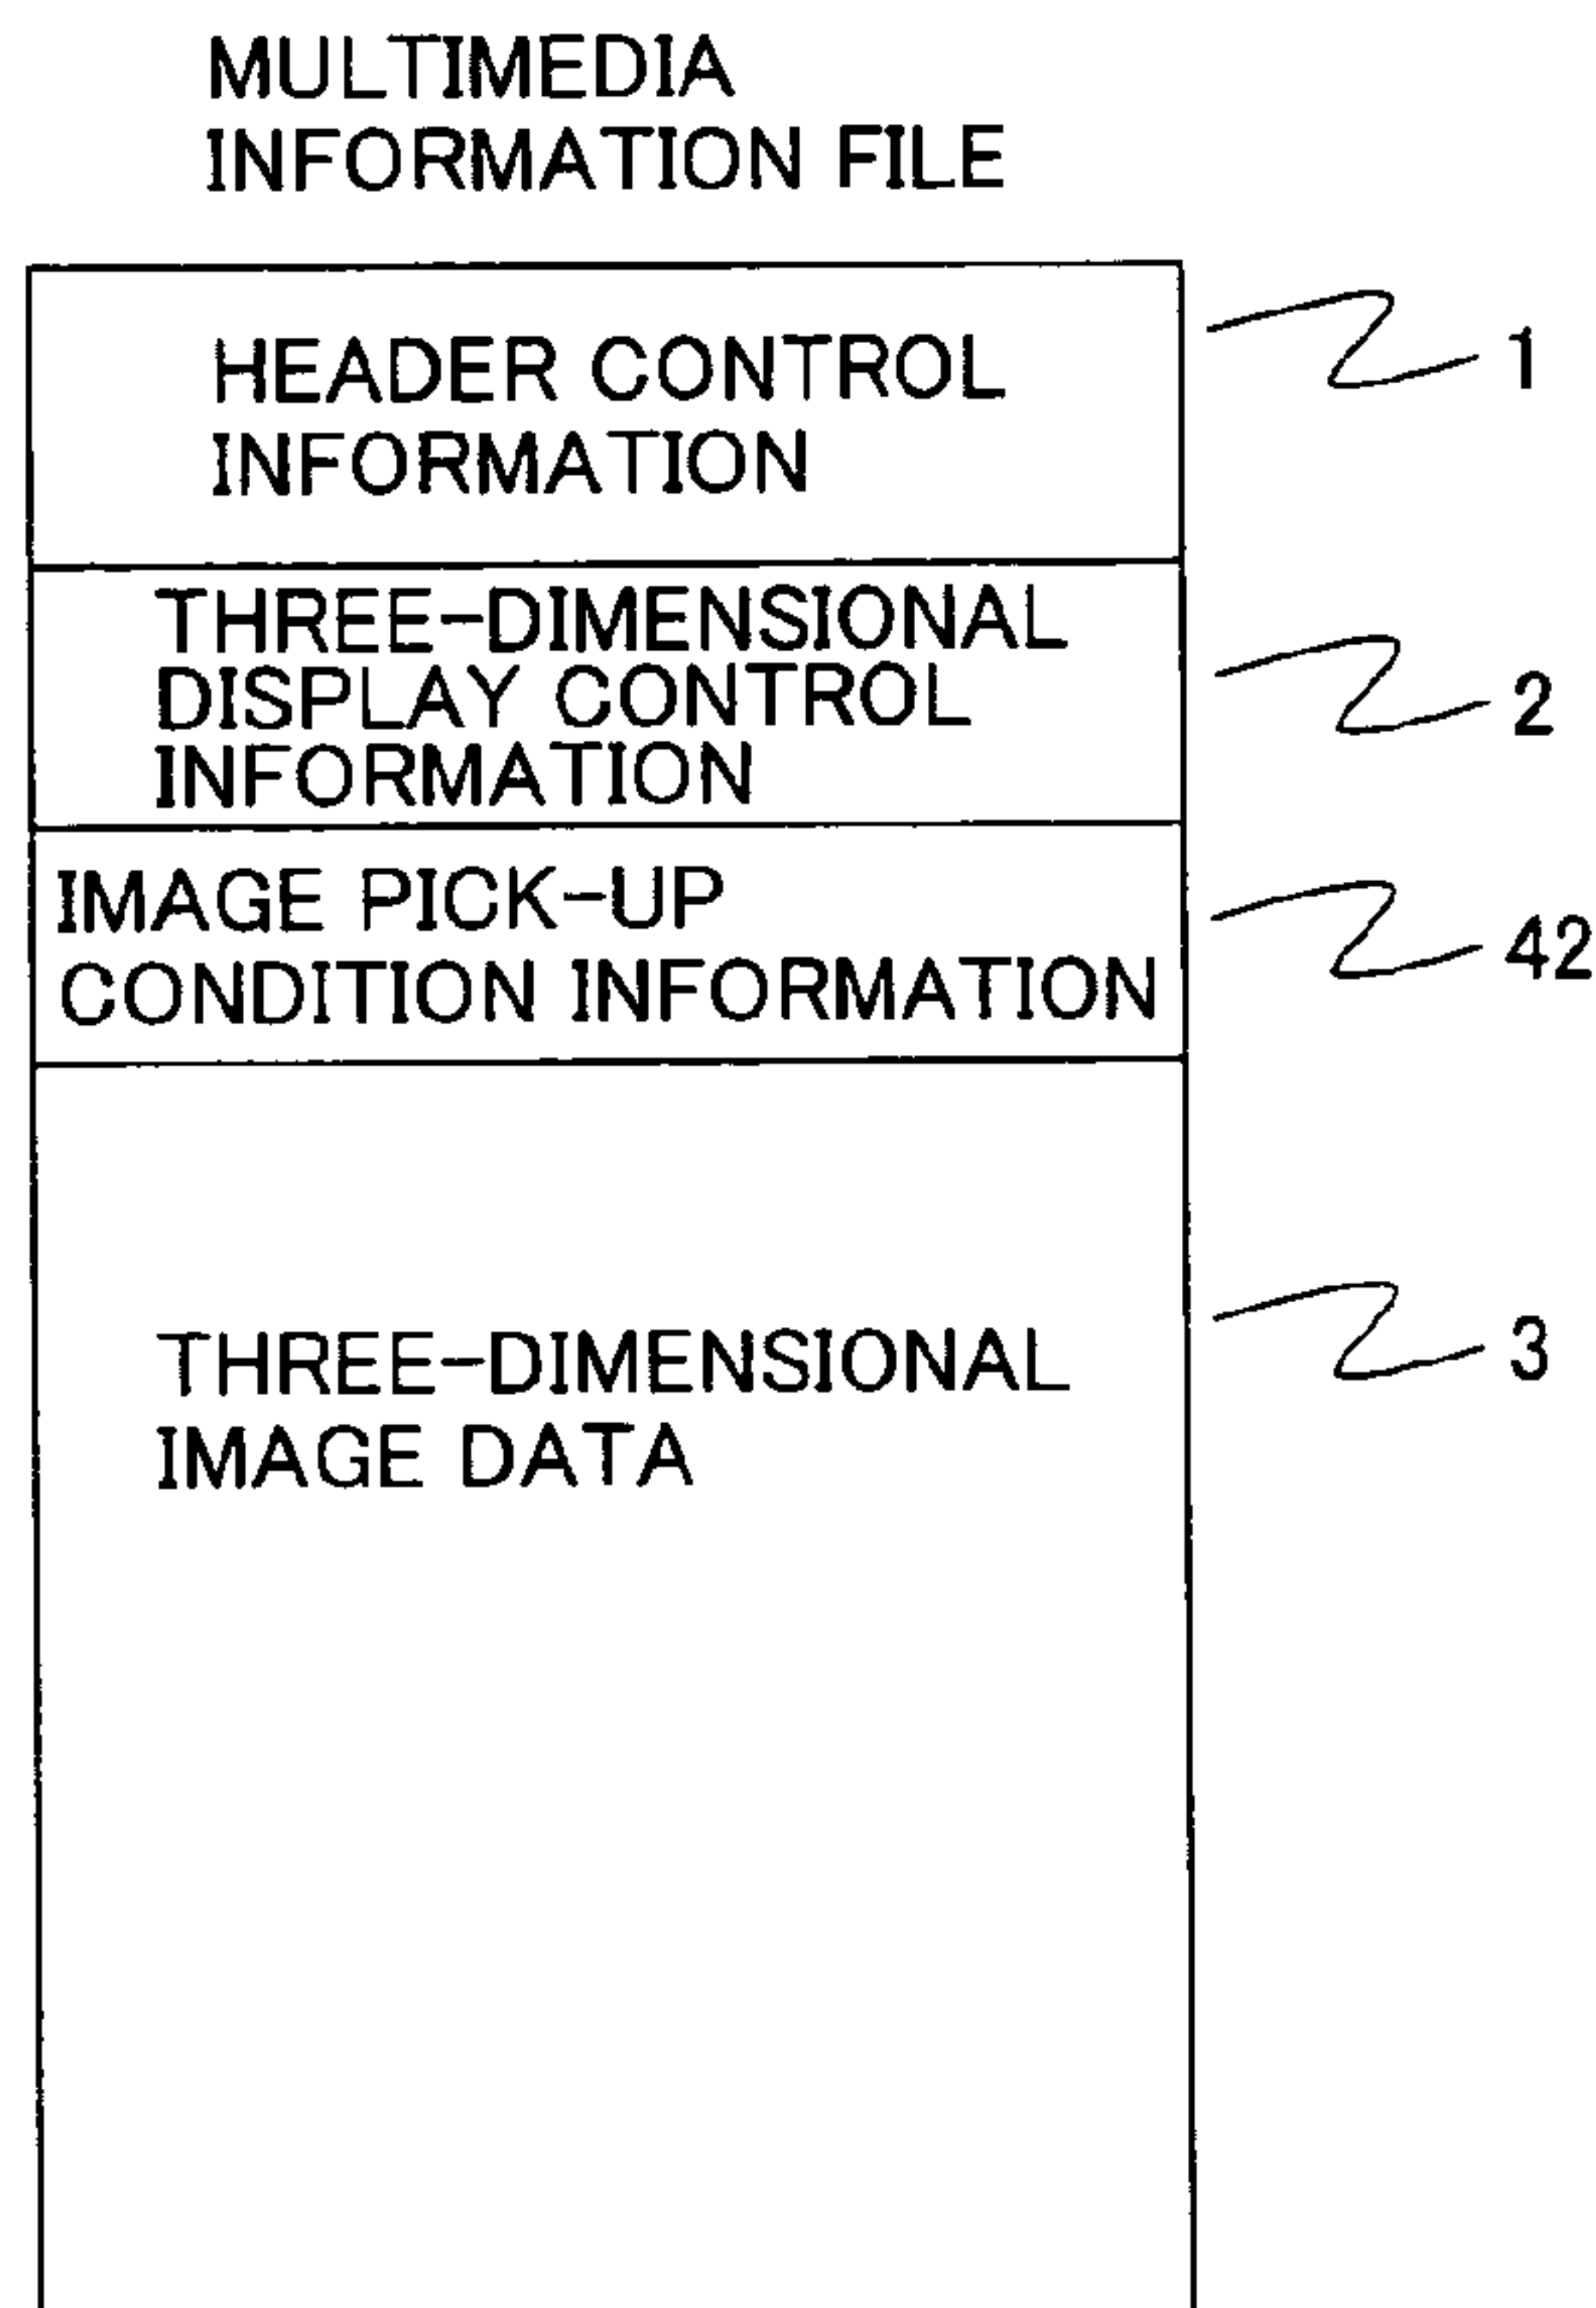 MULTIMEDIA
INFORMATION FILE
HEADER CONTROL
INFORMATION
1
THREE-DIMENSIONAL
DISPLAY CONTROL
INFORMATION
2
IMAGE PICK-UP
CONDITION INFORMATION
42
THREE-DIMENSIONAL
IMAGE DATA
3